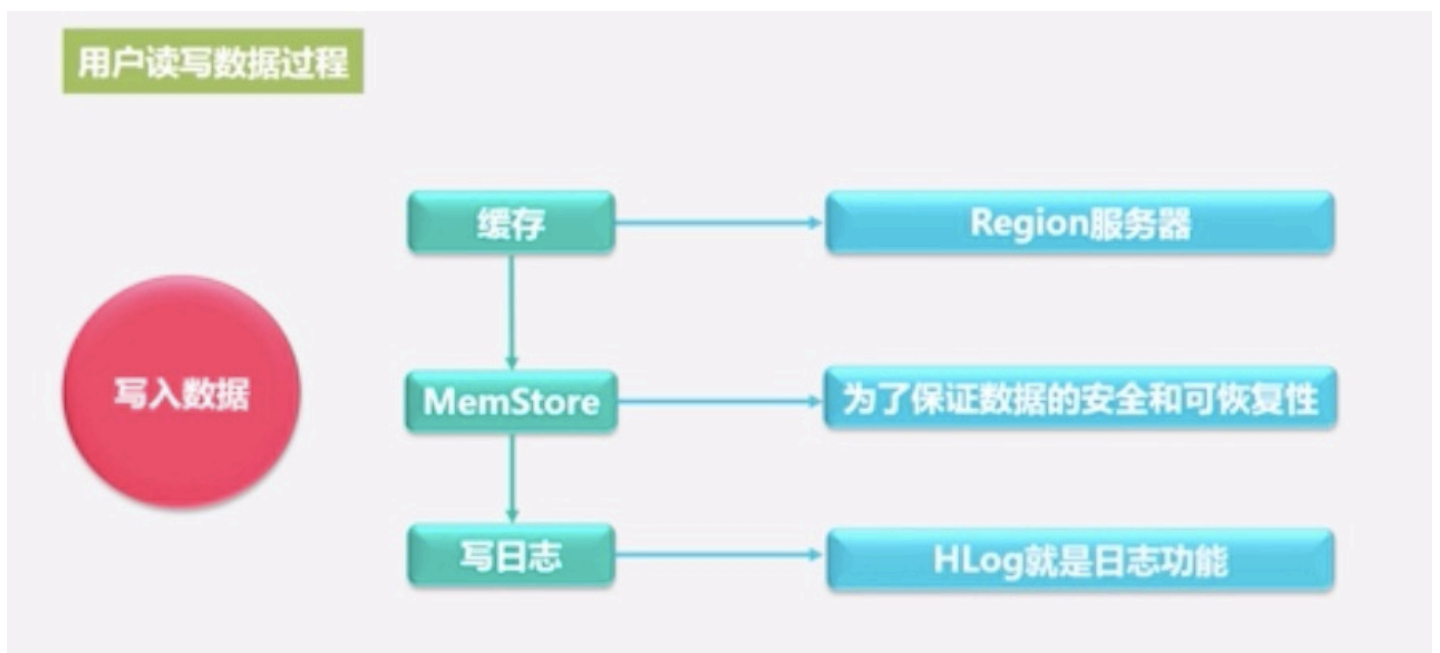 用户读写数据过程
缓存
Region服务器
写入数据
MemStore
为了保证数据的安全和可恢复性
写日志
HLog就是日志功能